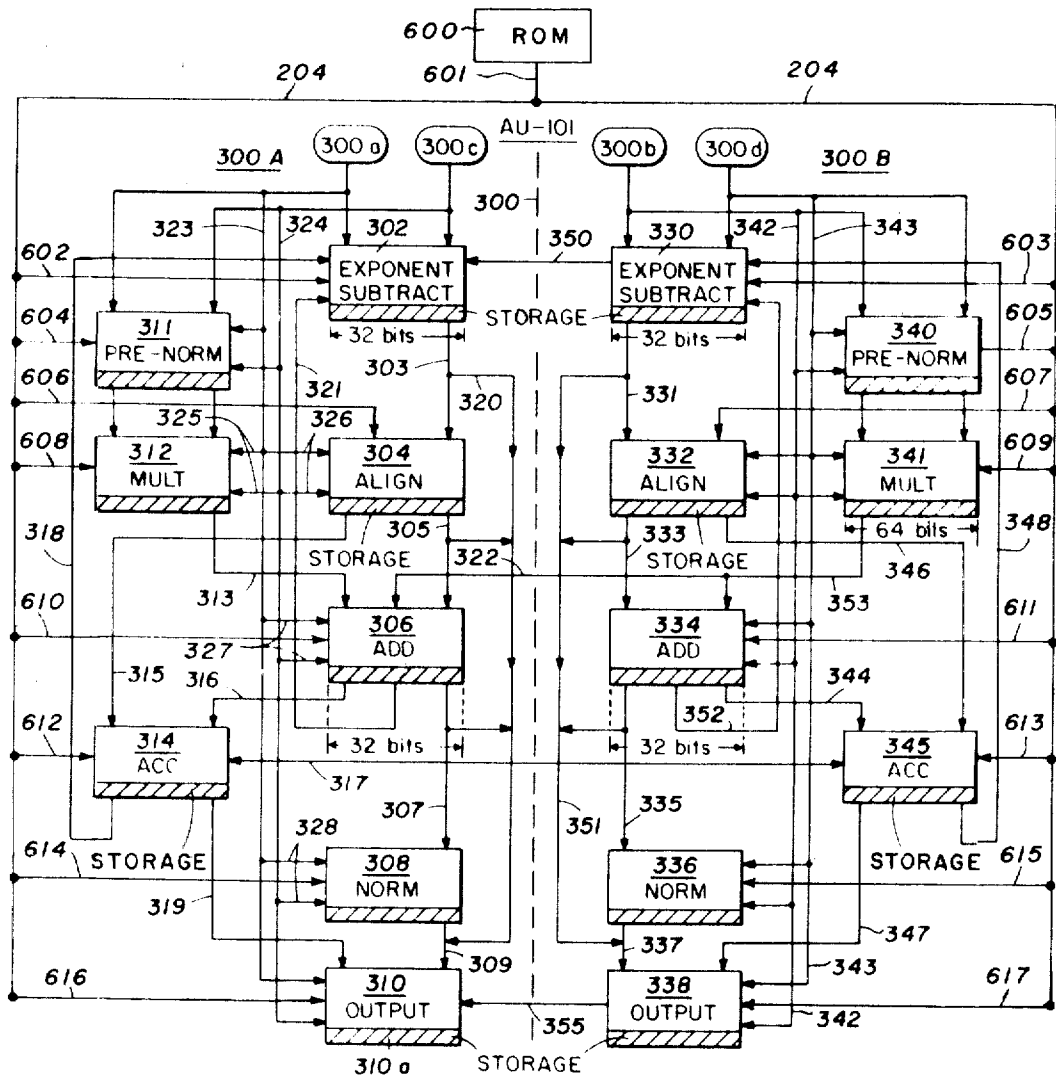 600 ROM
601
204 204
AU-101
300 a 300 c 300 b 300 d
300 A 300 B
300
323 324 302 330 342 343
602 350 603
EXPONENT SUBTRACT
EXPONENT SUBTRACT
STORAGE
604 311 PRE-NORM
340 PRE-NORM 605
32 bits 32 bits
303 321 320 331
606 607
325 326
608 312 MULT
304 ALIGN
332 ALIGN
341 MULT
609
305 333
64 bits
318 348
STORAGE STORAGE
322 346
313 353
610 306 ADD
334 ADD
611
327
315 316 344
352
612 314 ACC
32 bits 32 bits
345 ACC
613
317
307 335
351
STORAGE STORAGE
328
614 308 NORM
336 NORM
615
319 347
309 337
343
616 310 OUTPUT
338 OUTPUT
617
355 342
310 a STORAGE